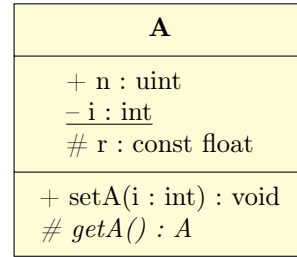 A
+ n : uint
– i : int
# r : const float
+ setA(i : int) : void
# getA() : A